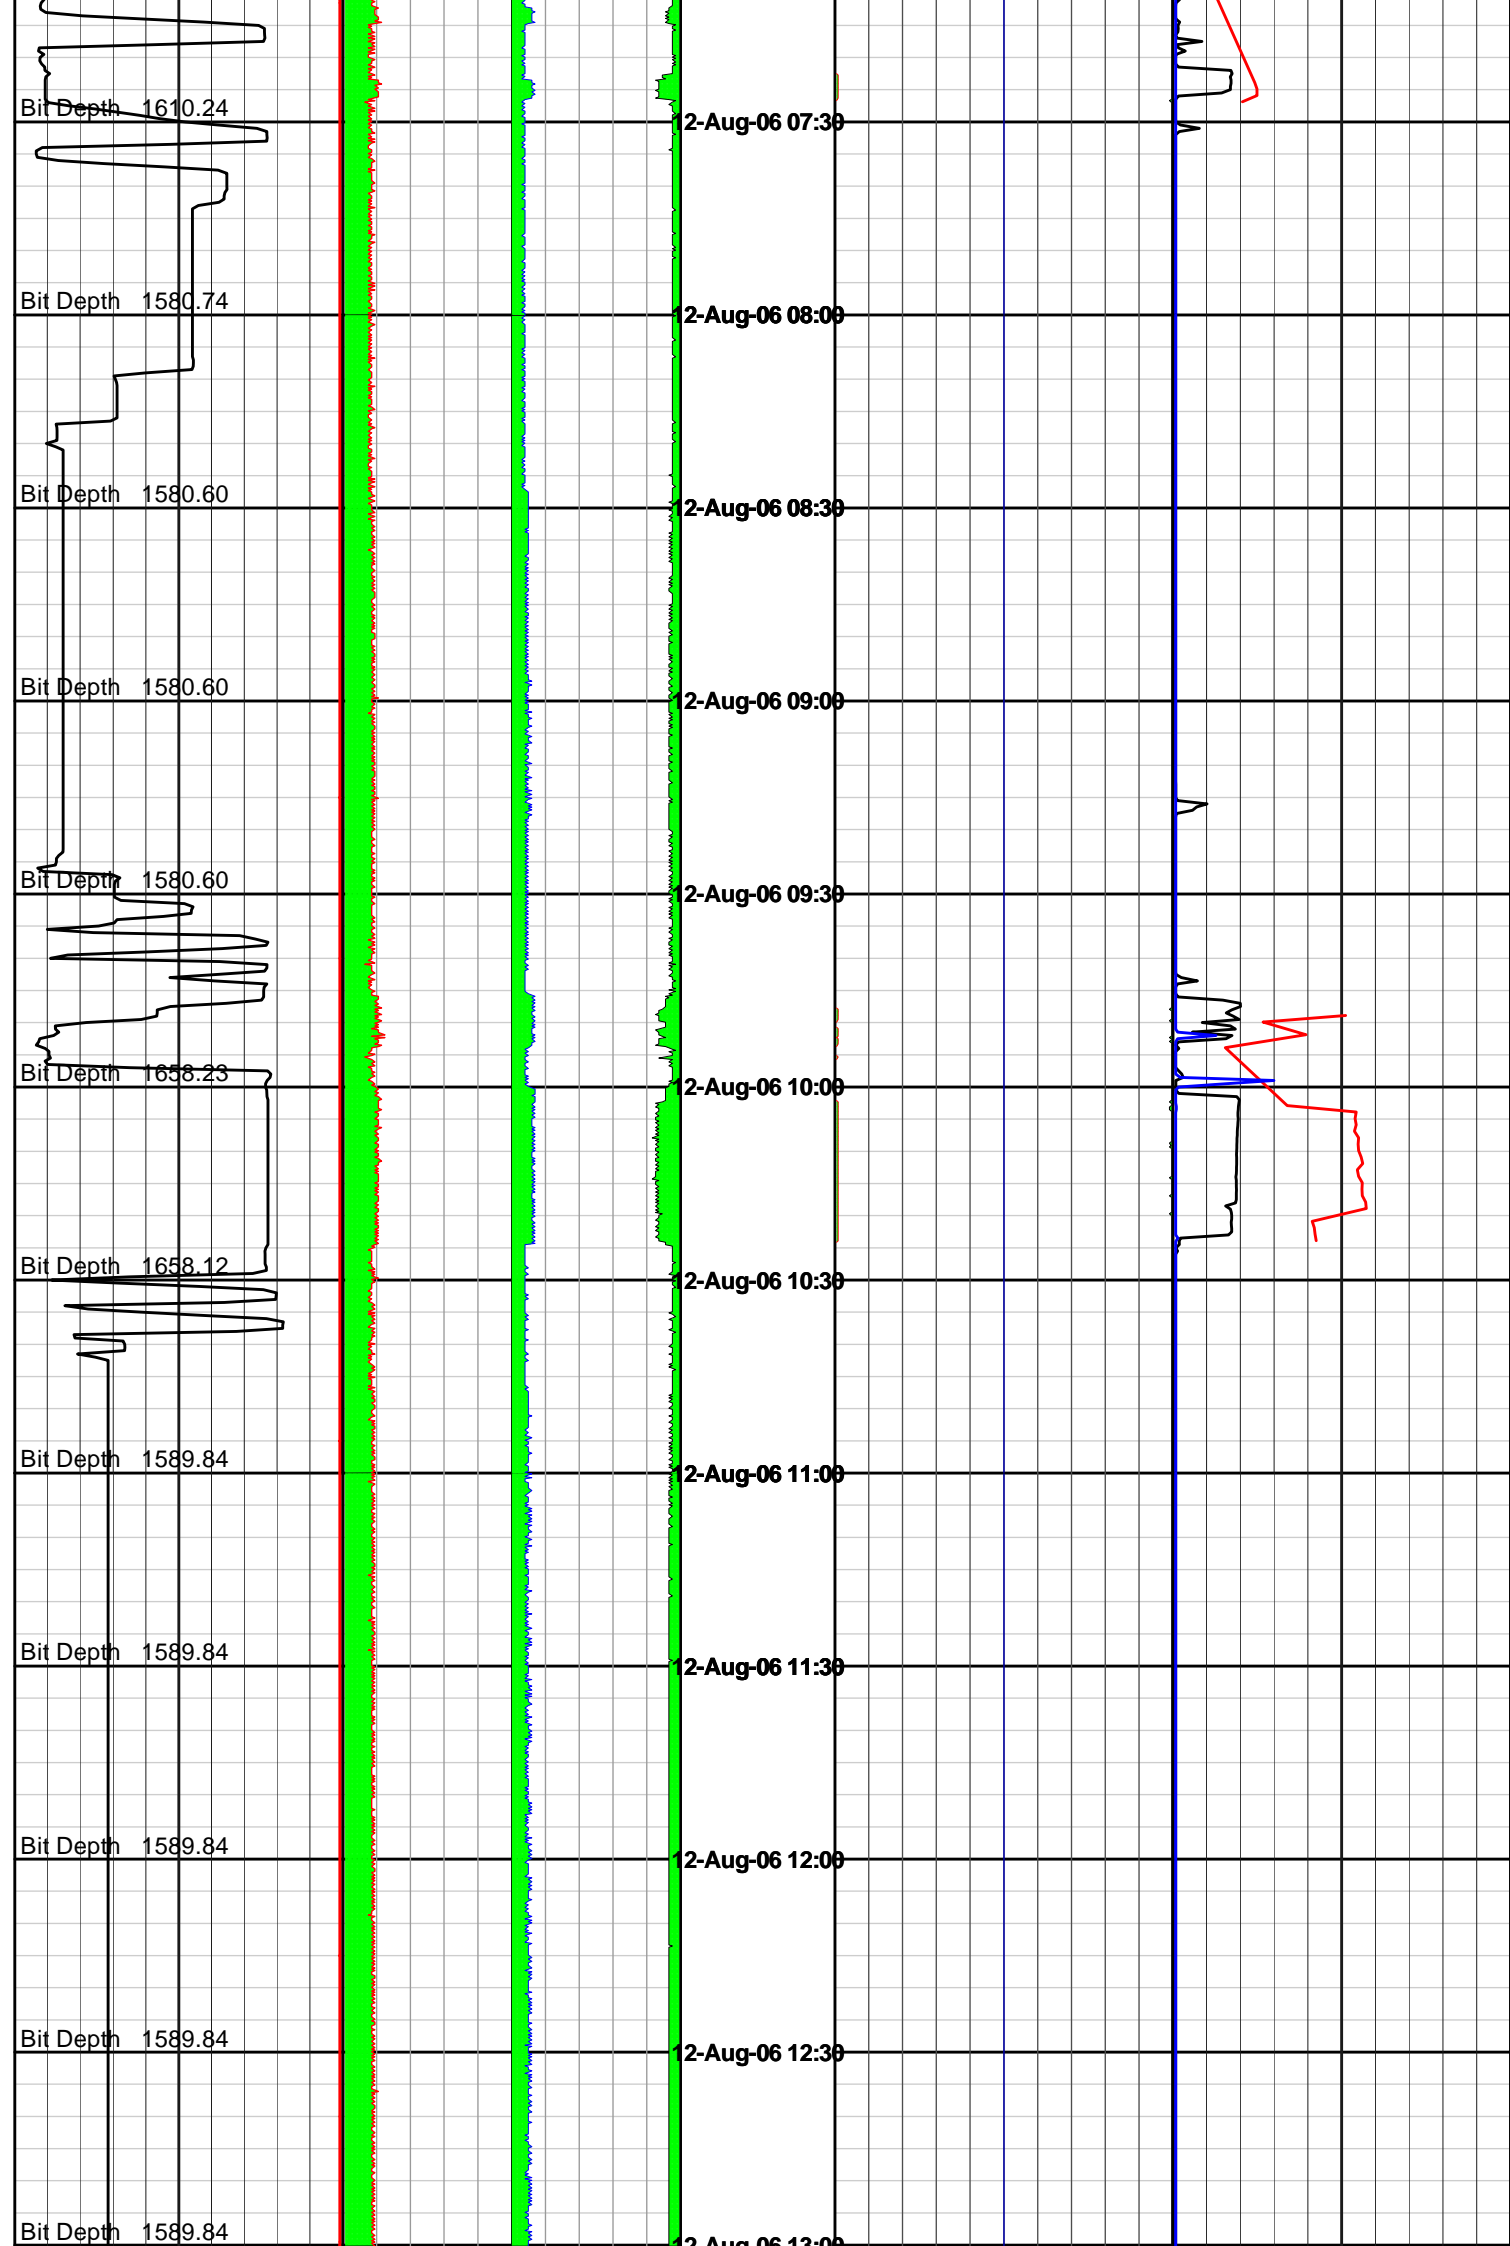 Bit Depth 1610.24
12-Aug-06 07:30
Bit Depth 1580.74
12-Aug-06 08:00
Bit Depth 1580.60
12-Aug-06 08:30
Bit Depth 1580.60
12-Aug-06 09:00
Bit Depth 1580.60
12-Aug-06 09:30
Bit Depth 1658.23
12-Aug-06 10:00
Bit Depth 1658.12
12-Aug-06 10:30
Bit Depth 1589.84
12-Aug-06 11:00
Bit Depth 1589.84
12-Aug-06 11:30
Bit Depth 1589.84
12-Aug-06 12:00
Bit Depth 1589.84
12-Aug-06 12:30
Bit Depth 1589.84
12-Aug-06 13:00